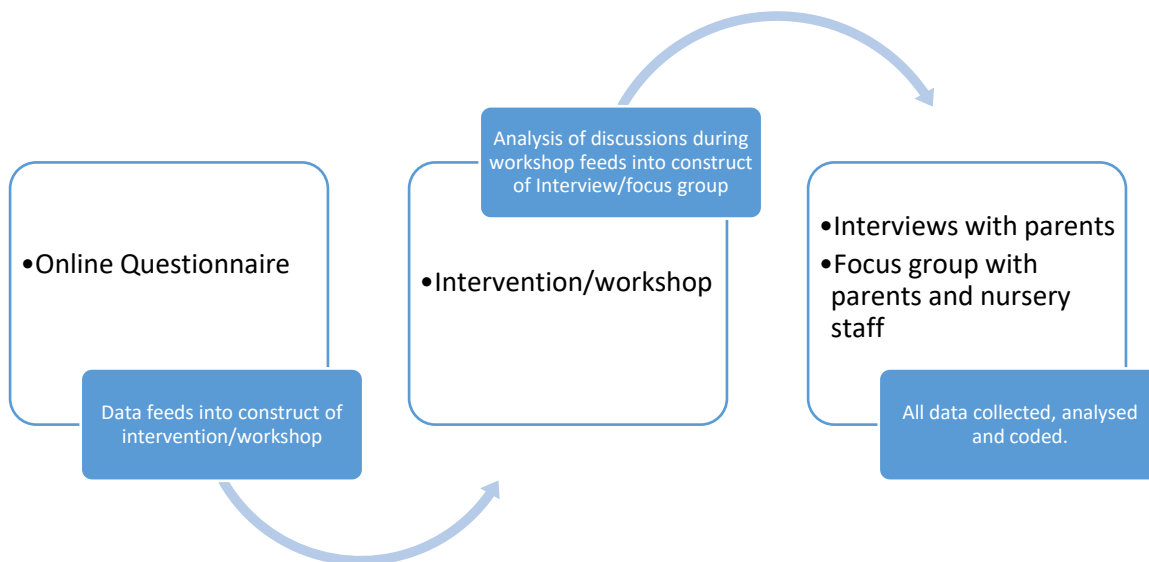 •Online Questionnaire
Data feeds into construct of
intervention/workshop
Analysis of discussions during
workshop feeds into construct
of Interview/focus group
•Intervention/workshop
•Interviews with parents
•Focus group with
parents and nursery
staff
All data collected, analysed
and coded.